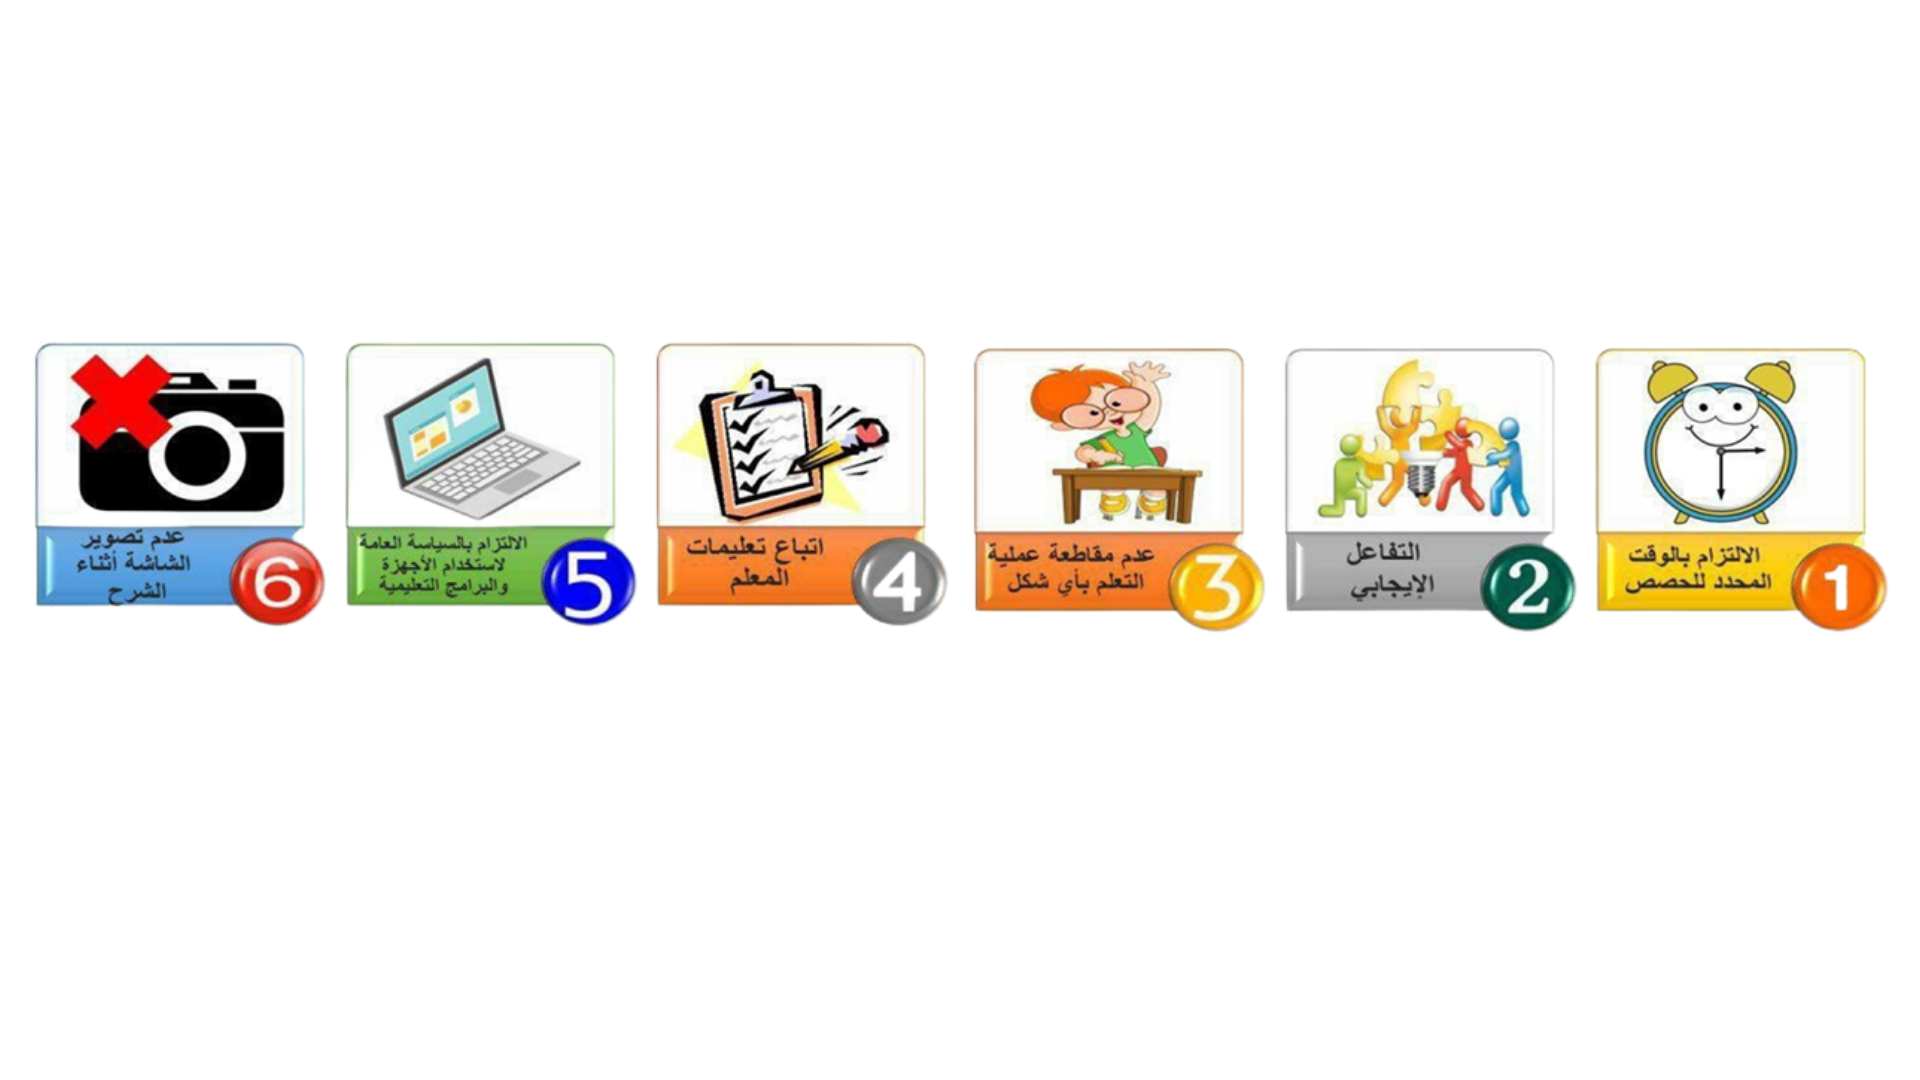 الالتزام بالوقت
المحدد للحصص
1
التفاعل
الإيجابي
2
عدم مقاطعة عملية
التعلم بأي شكل
3
اتباع تعليمات
المعلم
4
الالتزام بالسياسة العامة
لاستخدام الأجهزة
والبرامج التعليمية
5
عدم تصوير
الشاشة أثناء
الشرح
6